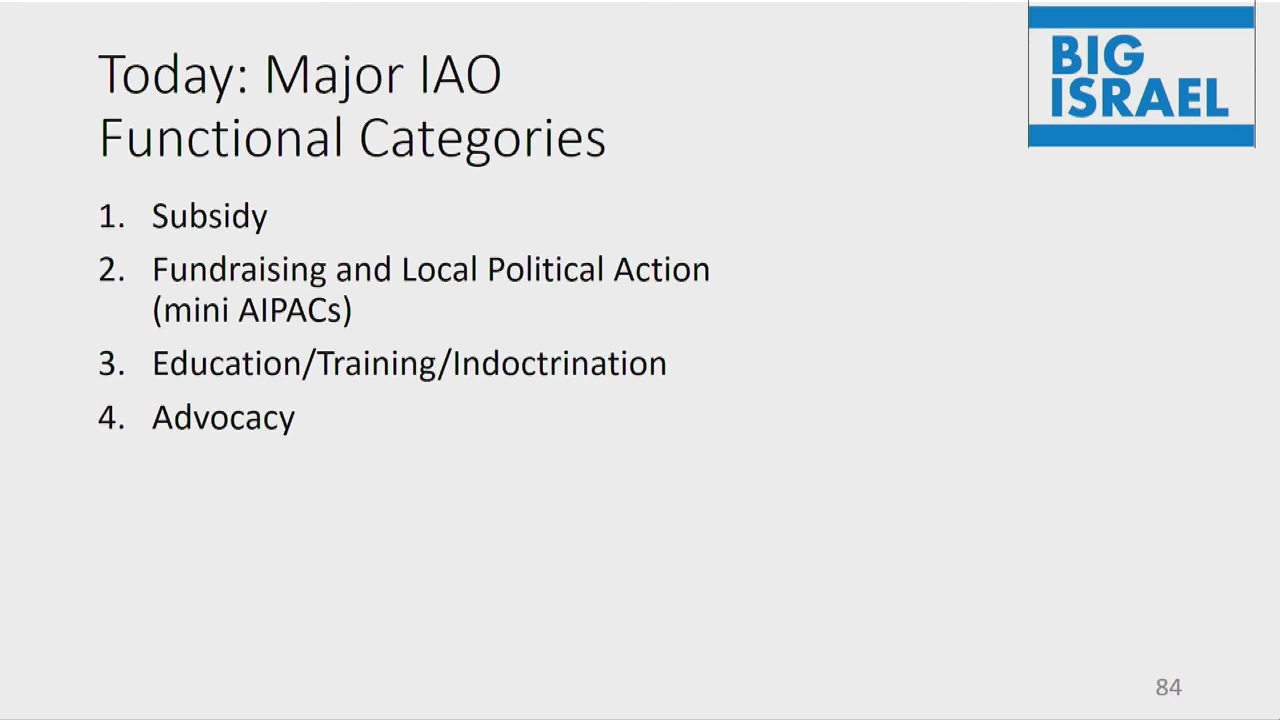 Today: Major IAO
Functional Categories
BIG
ISRAEL
1. Subsidy
2. Fundraising and Local Political Action
(mini AIPACs)
3. Education/Training/Indoctrination
4. Advocacy
84